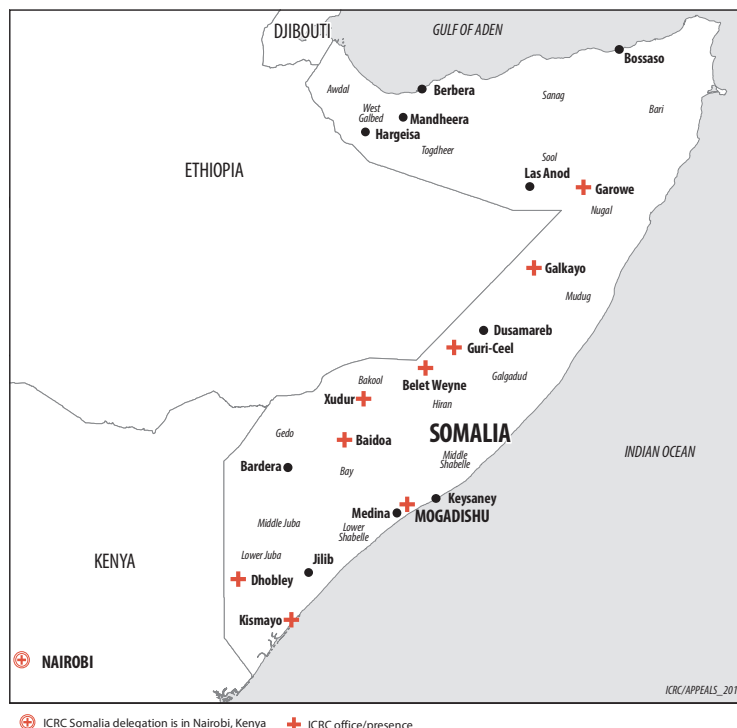 DJIBOUTI
GULF OF ADEN
Bossaso
Awdal
Berbera
Sanag
Bari
West
Galbed
Mandheera
Hargeisa
Togdheer
Sool
ETHIOPIA
Las Anod
Garowe
Nugal
Galkayo
Mudug
Dusamareb
Guri-Ceel
Belet Weyne
Galgadud
Bakool
Xudur
Hiran
Gedo
SOMALIA
Baidoa
INDIAN OCEAN
Middle
Shabelle
Bardera
Bay
Keysaney
Medina
MOGADISHU
Middle Juba
Lower
Shabelle
KENYA
Lower Juba
Jilib
Dhobley
Kismayo
NAIROBI
ICRC/APPEALS_201
ICRC Somalia delegation is in Nairobi, Kenya
ICRC office/presence